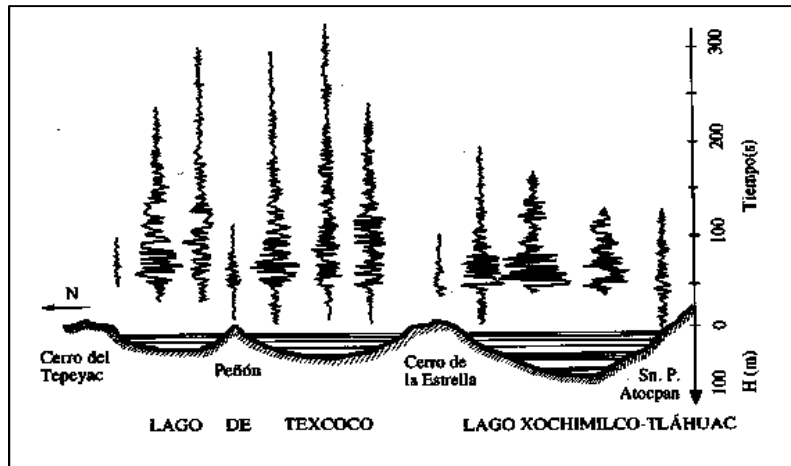 300
200
100
0
100
Tiempo(s)
H (m)
N
Cerro del
Tepeyac
Peñón
Cerro de
la Estrella
Sn. P.
Atocpan
LAGO DE TEXCOCO
LAGO XOCHIMILCO-TLÁHUAC